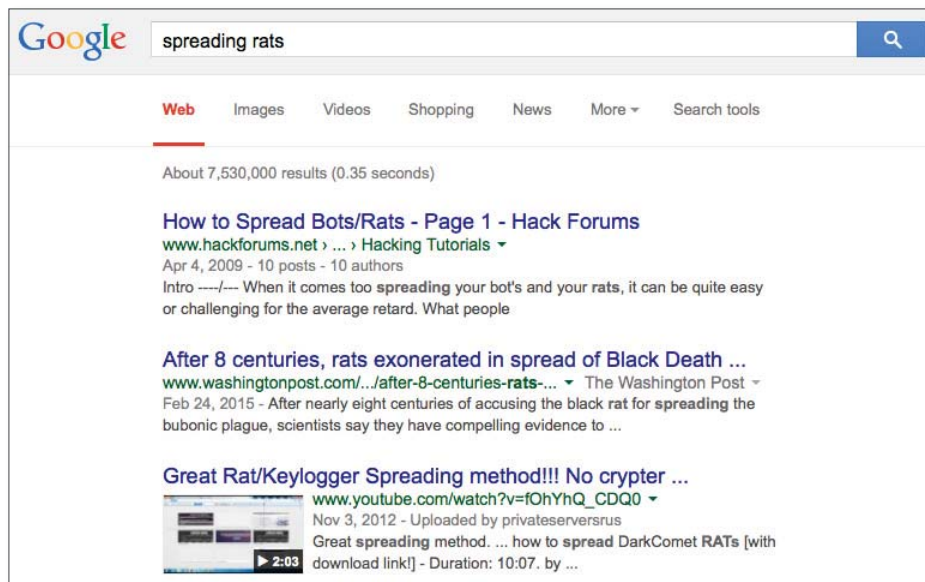 Google spreading rats
Web Images Videos Shopping News More Search tools
About 7,530,000 results (0.35 seconds)
How to Spread Bots/Rats - Page 1 - Hack Forums
www.hackforums.net › ... › Hacking Tutorials
Apr 4, 2009 - 10 posts - 10 authors
Intro ----/--- When it comes too spreading your bot's and your rats, it can be quite easy
or challenging for the average retard. What people
After 8 centuries, rats exonerated in spread of Black Death ...
www.washingtonpost.com/.../after-8-centuries-rats-... The Washington Post
Feb 24, 2015 - After nearly eight centuries of accusing the black rat for spreading the
bubonic plague, scientists say they have compelling evidence to ...
Great Rat/Keylogger Spreading method!!! No crypter ...
www.youtube.com/watch?v=fOhYhQ_CDQ0
Nov 3, 2012 - Uploaded by privateserversrus
Great spreading method. ... how to spread DarkComet RATs [with
2:03 download link!] - Duration: 10:07. by ...